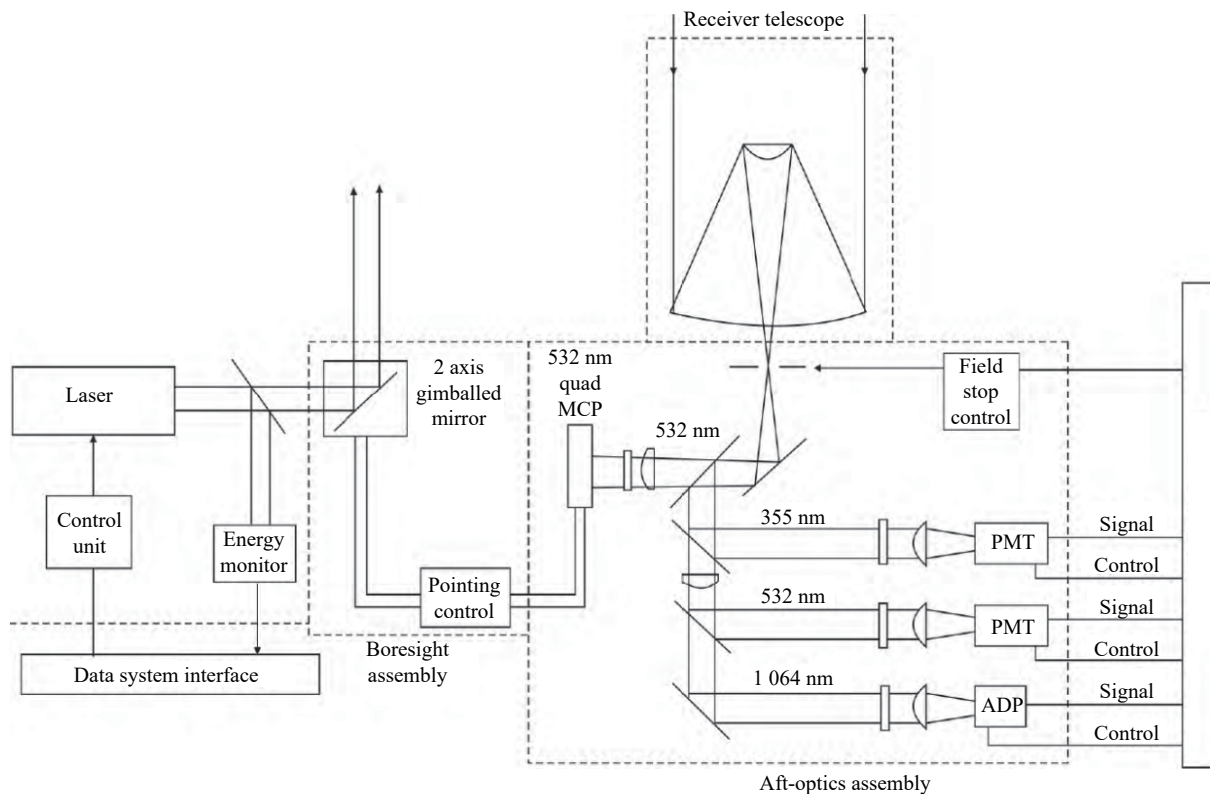 Receiver telescope
Laser
2 axis
gimballed
mirror
532 nm
quad
MCP
Field
stop
control
532 nm
Control
unit
Energy
monitor
355 nm
PMT
Signal
Control
Pointing
control
532 nm
PMT
Signal
Control
Boresight
assembly
Data system interface
1 064 nm
ADP
Signal
Control
Aft-optics assembly